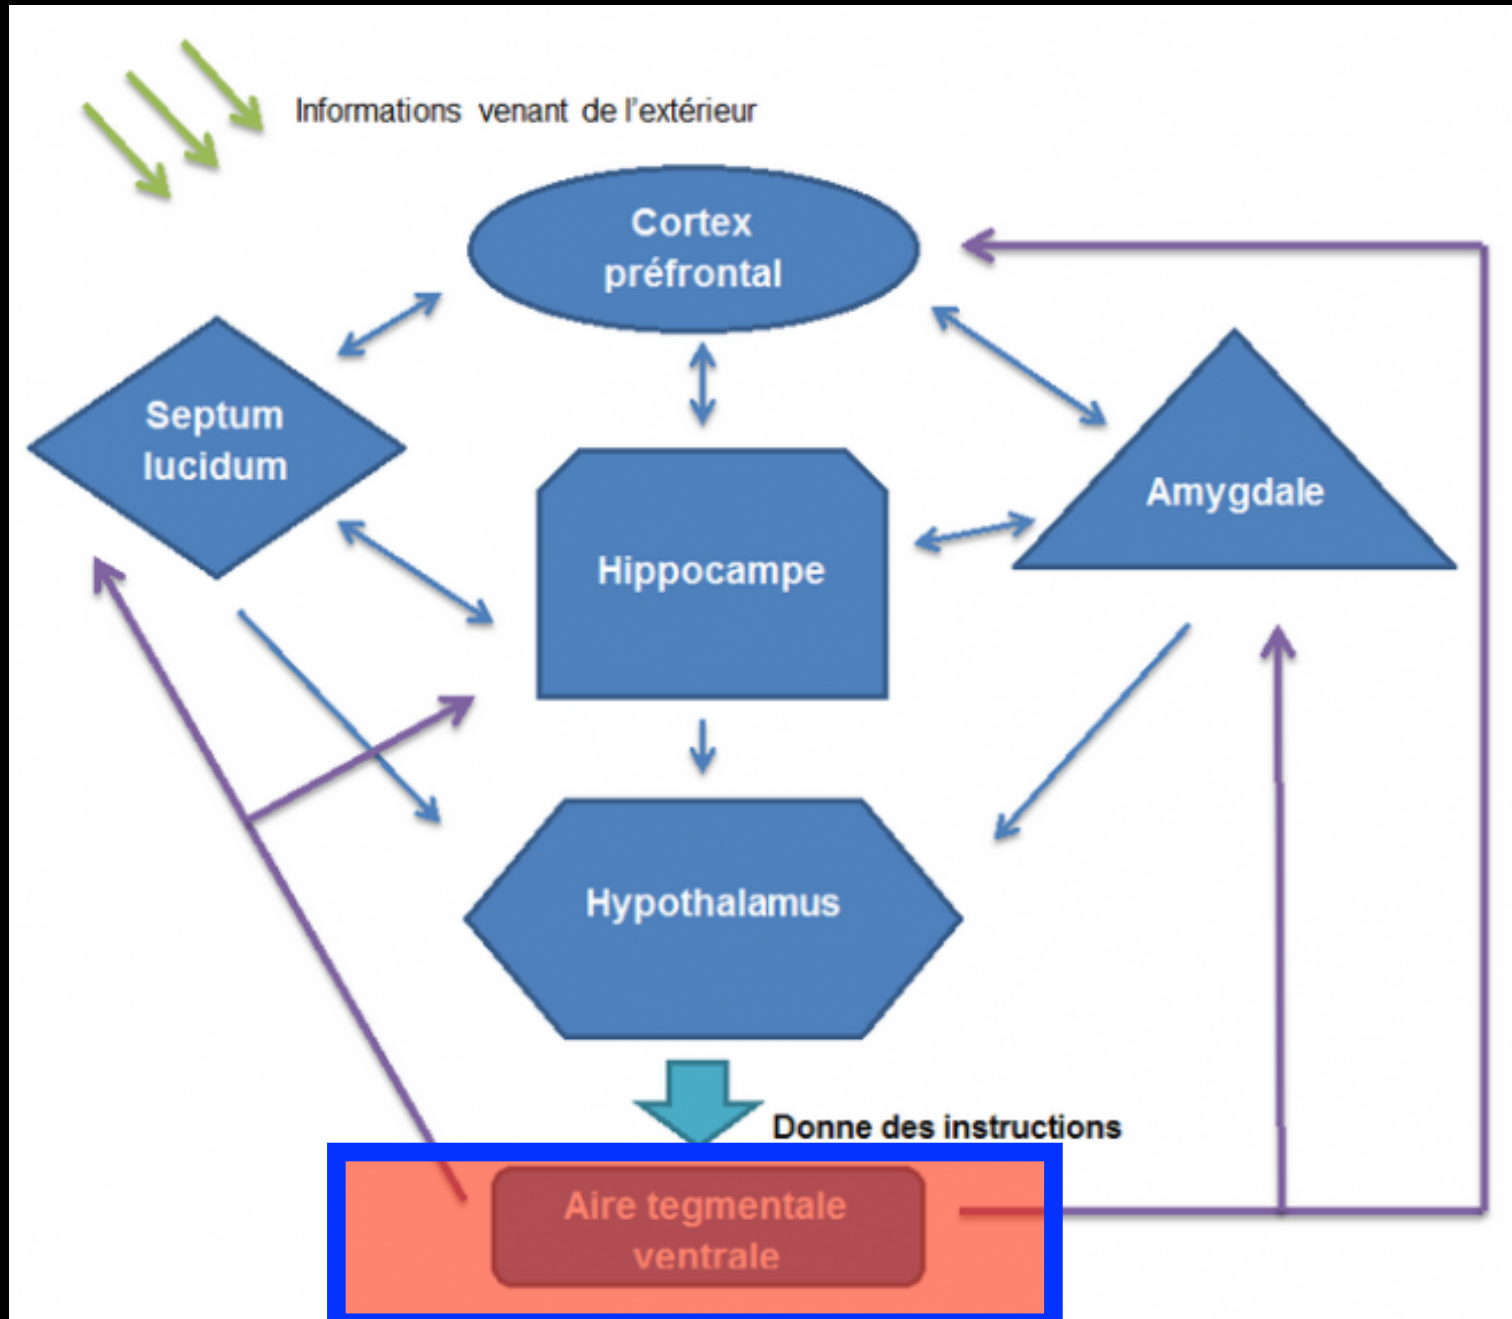 Informations venant de l'extérieur
Cortex
préfrontal
Septum
lucidum
Amygdale
Hippocampe
Hypothalamus
Donne des instructions
Aire tegmentale
ventrale